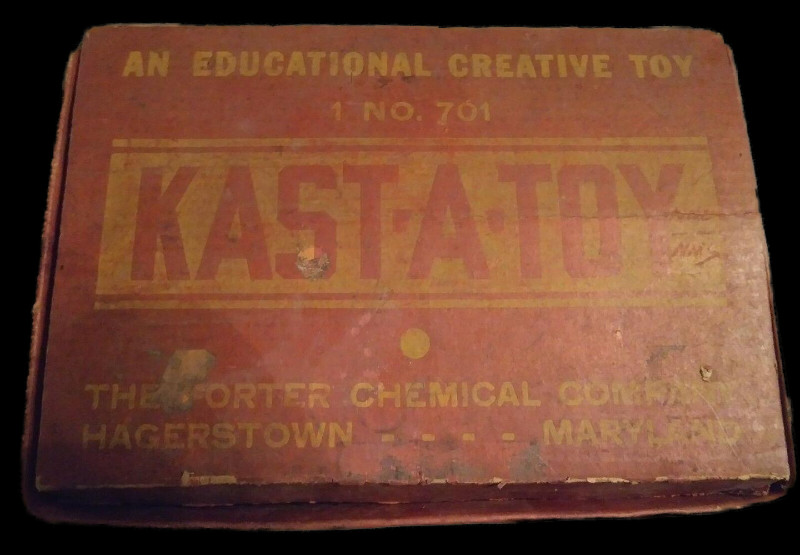 AN EDUCATIONAL CREATIVE TOY
1 NO. 701
KAST·A·TOY
THE PORTER CHEMICAL COMPANY
HAGERSTOWN - - - - MARYLAND